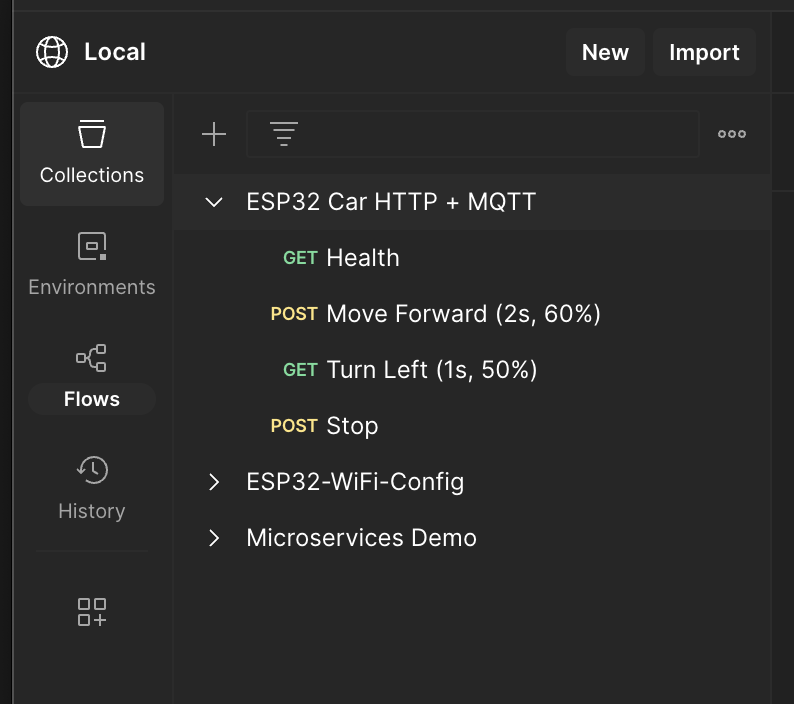 Local
New
Import
Collections
Environments
Flows
History
ESP32 Car HTTP + MQTT
GET Health
POST Move Forward (2s, 60%)
GET Turn Left (1s, 50%)
POST Stop
ESP32-WiFi-Config
Microservices Demo